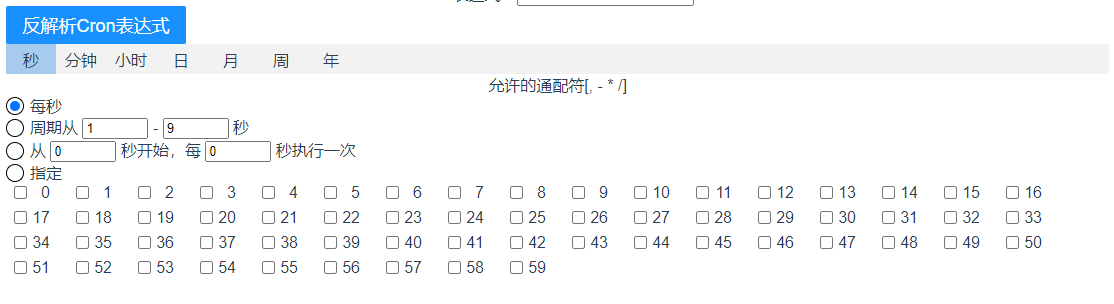 反解析Cron表达式
秒 分钟 小时 日 月 周 年
允许的通配符[, - * /]
每秒
周期从 1 - 9 秒
从 0 秒开始，每 0 秒执行一次
指定
0 1 2 3 4 5 6 7 8 9 10 11 12 13 14 15 16
17 18 19 20 21 22 23 24 25 26 27 28 29 30 31 32 33
34 35 36 37 38 39 40 41 42 43 44 45 46 47 48 49 50
51 52 53 54 55 56 57 58 59